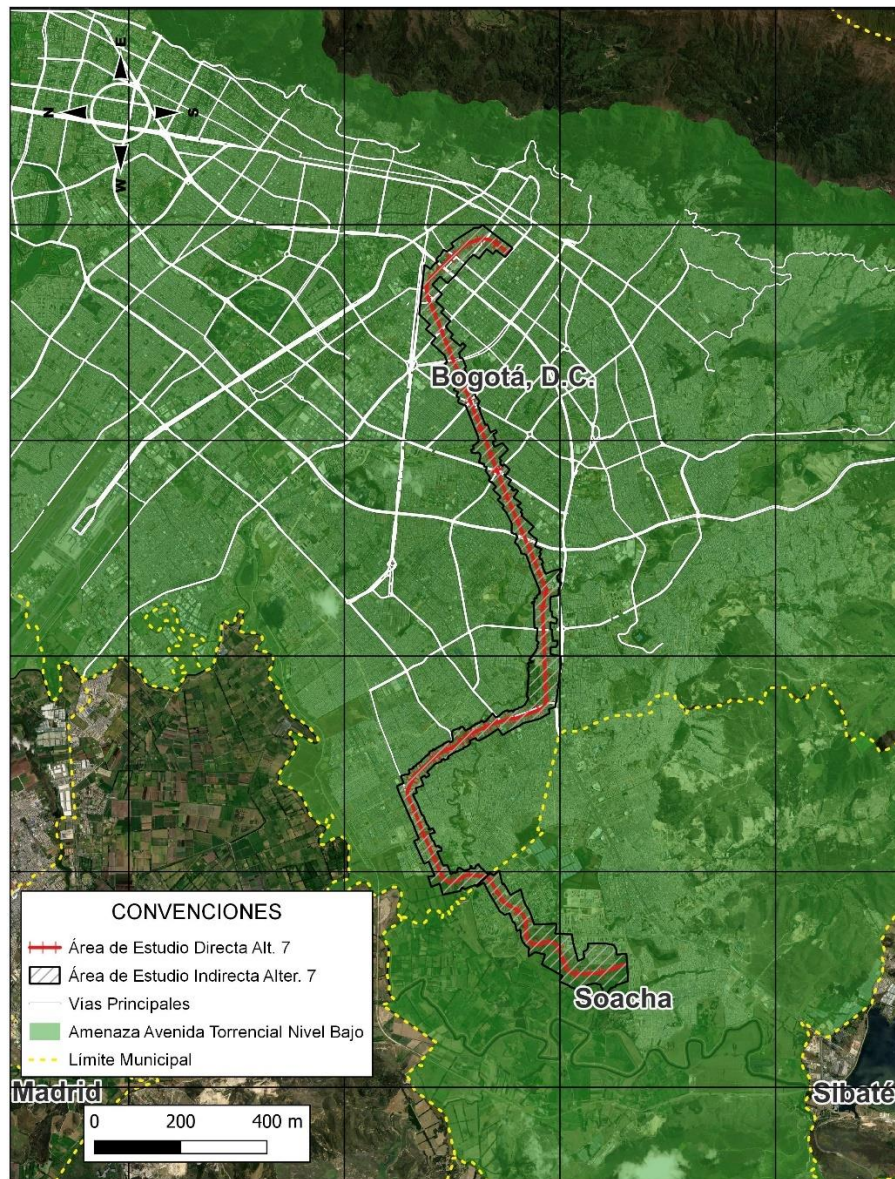 E
N
S
W
Bogotá, D.C.
CONVENCIONES
Área de Estudio Directa Alt. 7
Área de Estudio Indirecta Alter. 7
Vias Principales
Amenaza Avenida Torrencial Nivel Bajo
Límite Municipal
Soacha
Madrid
Sibaté
0 200 400 m